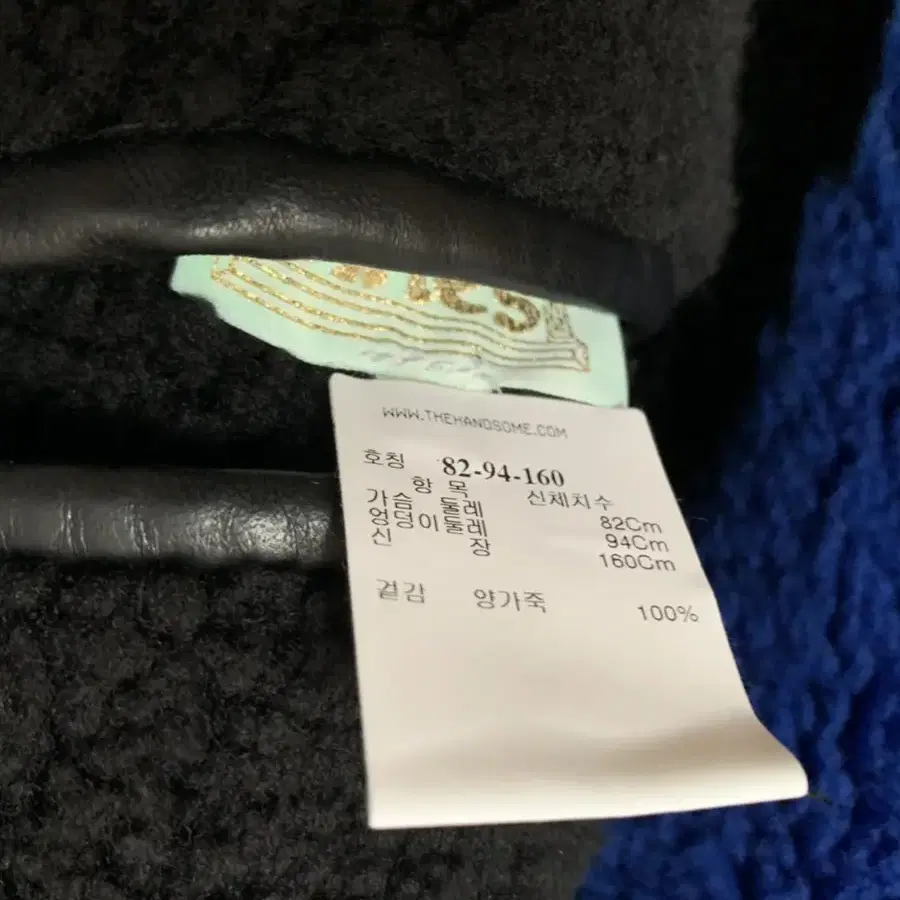 WWW.THEHANDSOME.COM
호칭 82-94-160
항 목 신체치수
가슴둘레 82Cm
엉덩이둘레 94Cm
신 장 160Cm
겉감 양가죽 100%